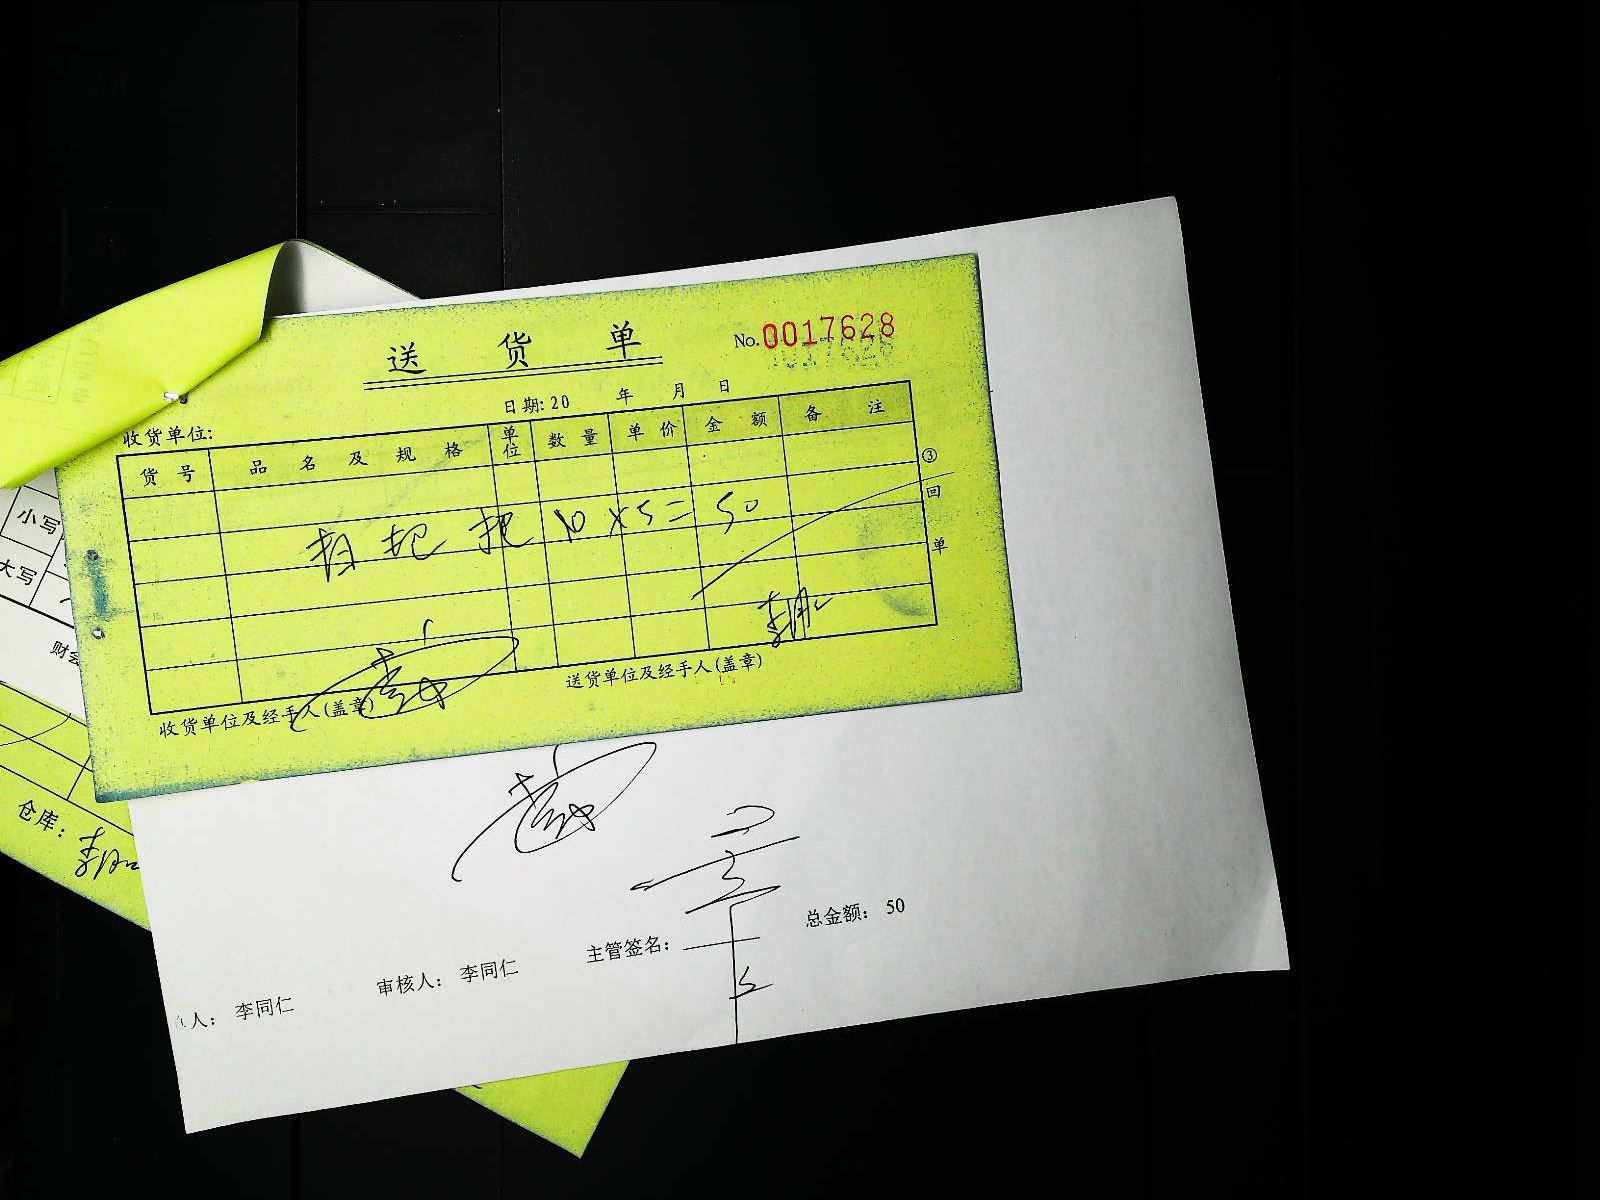 送货单
No.0017628
日期:20 年 月 日
收货单位:
货号 品名及规格 单位 数量 单价 金额 备注
扫把 把 10 X 5 = 50
③回单
收货单位及经手人(盖章)
送货单位及经手人(盖章)
小写
大写
财会
仓库:
总金额: 50
主管签名:
审核人: 李同仁
人: 李同仁